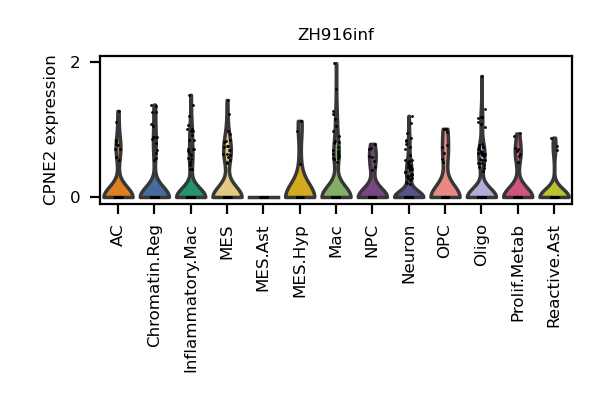 ZH916inf
CPNE2 expression
2
0
AC
Chromatin.Reg
Inflammatory.Mac
MES
MES.Ast
MES.Hyp
Mac
NPC
Neuron
OPC
Oligo
Prolif.Metab
Reactive.Ast